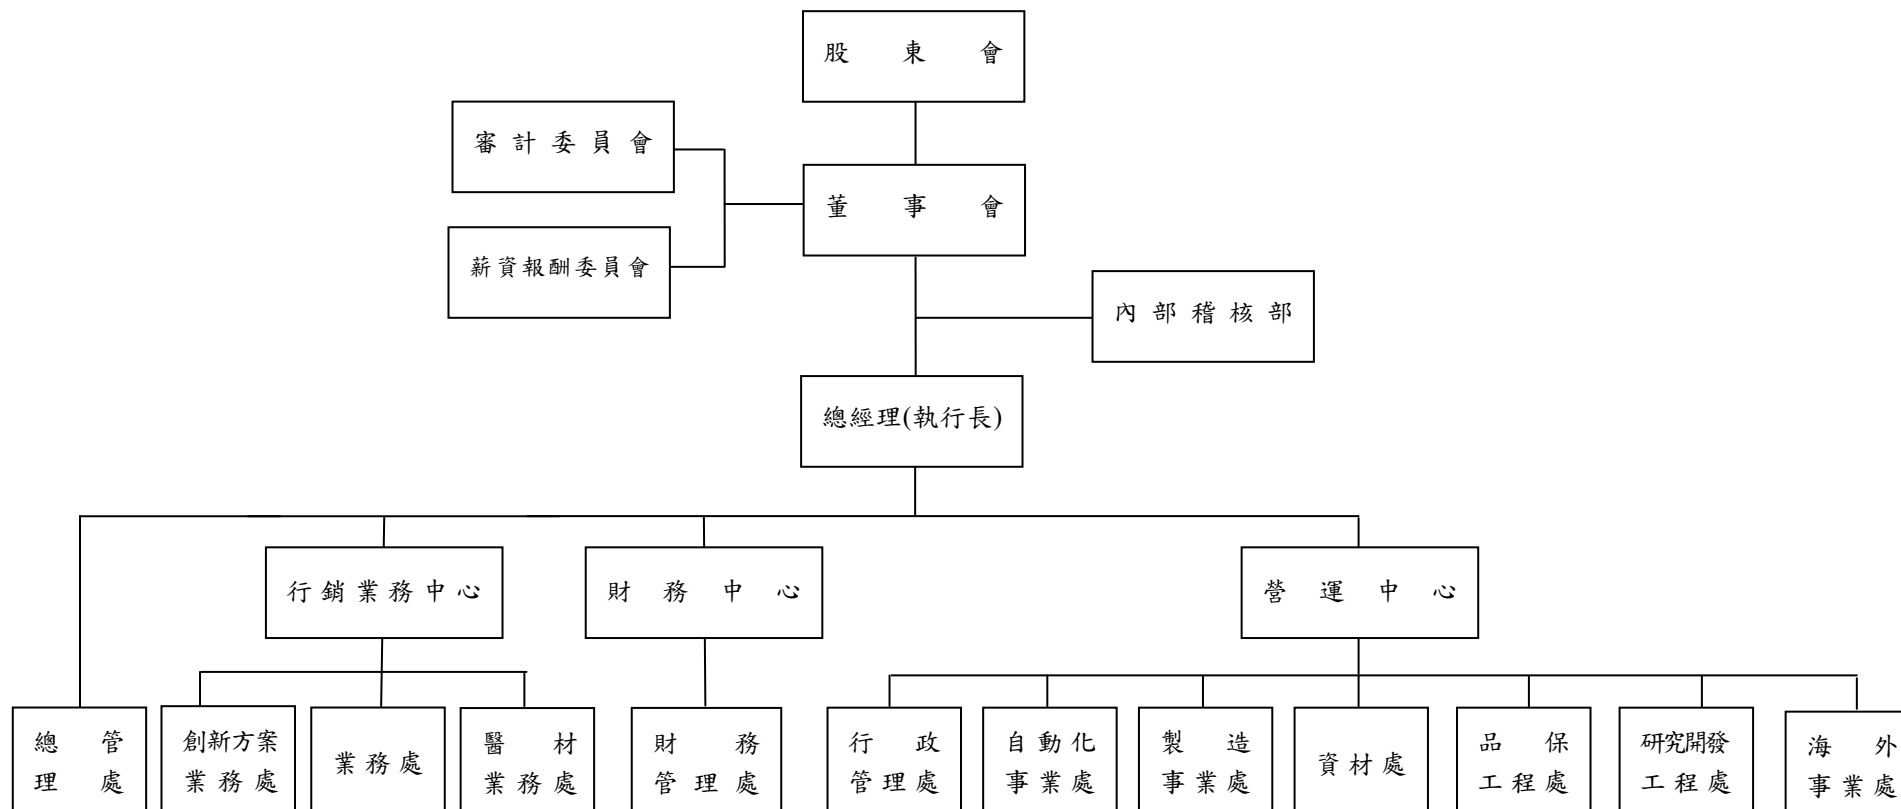 股東會
審計委員會
董事會
薪資報酬委員會
內部稽核部
總經理(執行長)
行銷業務中心
財務中心
營運中心
總管
理處
創新方案
業務處
業務處
醫材
業務處
財務
管理處
行政
管理處
自動化
事業處
製造
事業處
資材處
品保
工程處
研究開發
工程處
海外
事業處